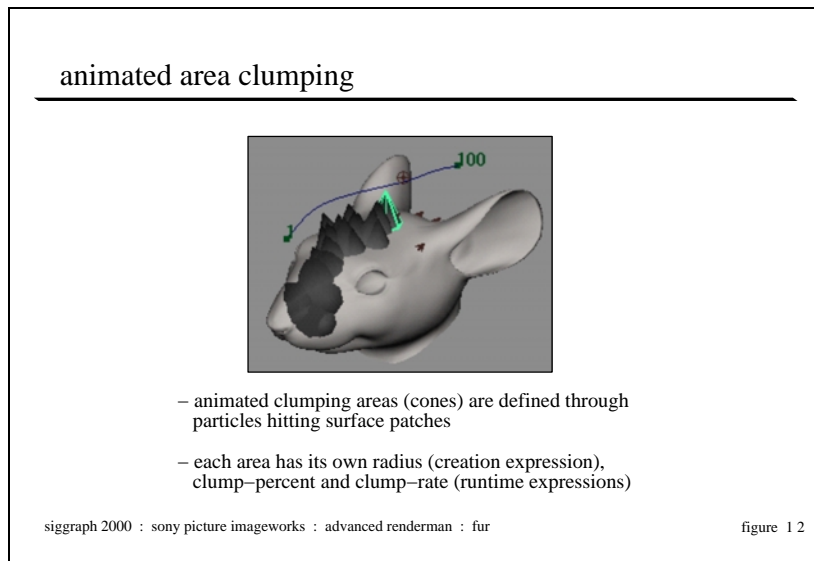 animated area clumping
100
1
– animated clumping areas (cones) are defined through
particles hitting surface patches
– each area has its own radius (creation expression),
clump−percent and clump−rate (runtime expressions)
siggraph 2000 : sony picture imageworks : advanced renderman : fur
figure 1 2